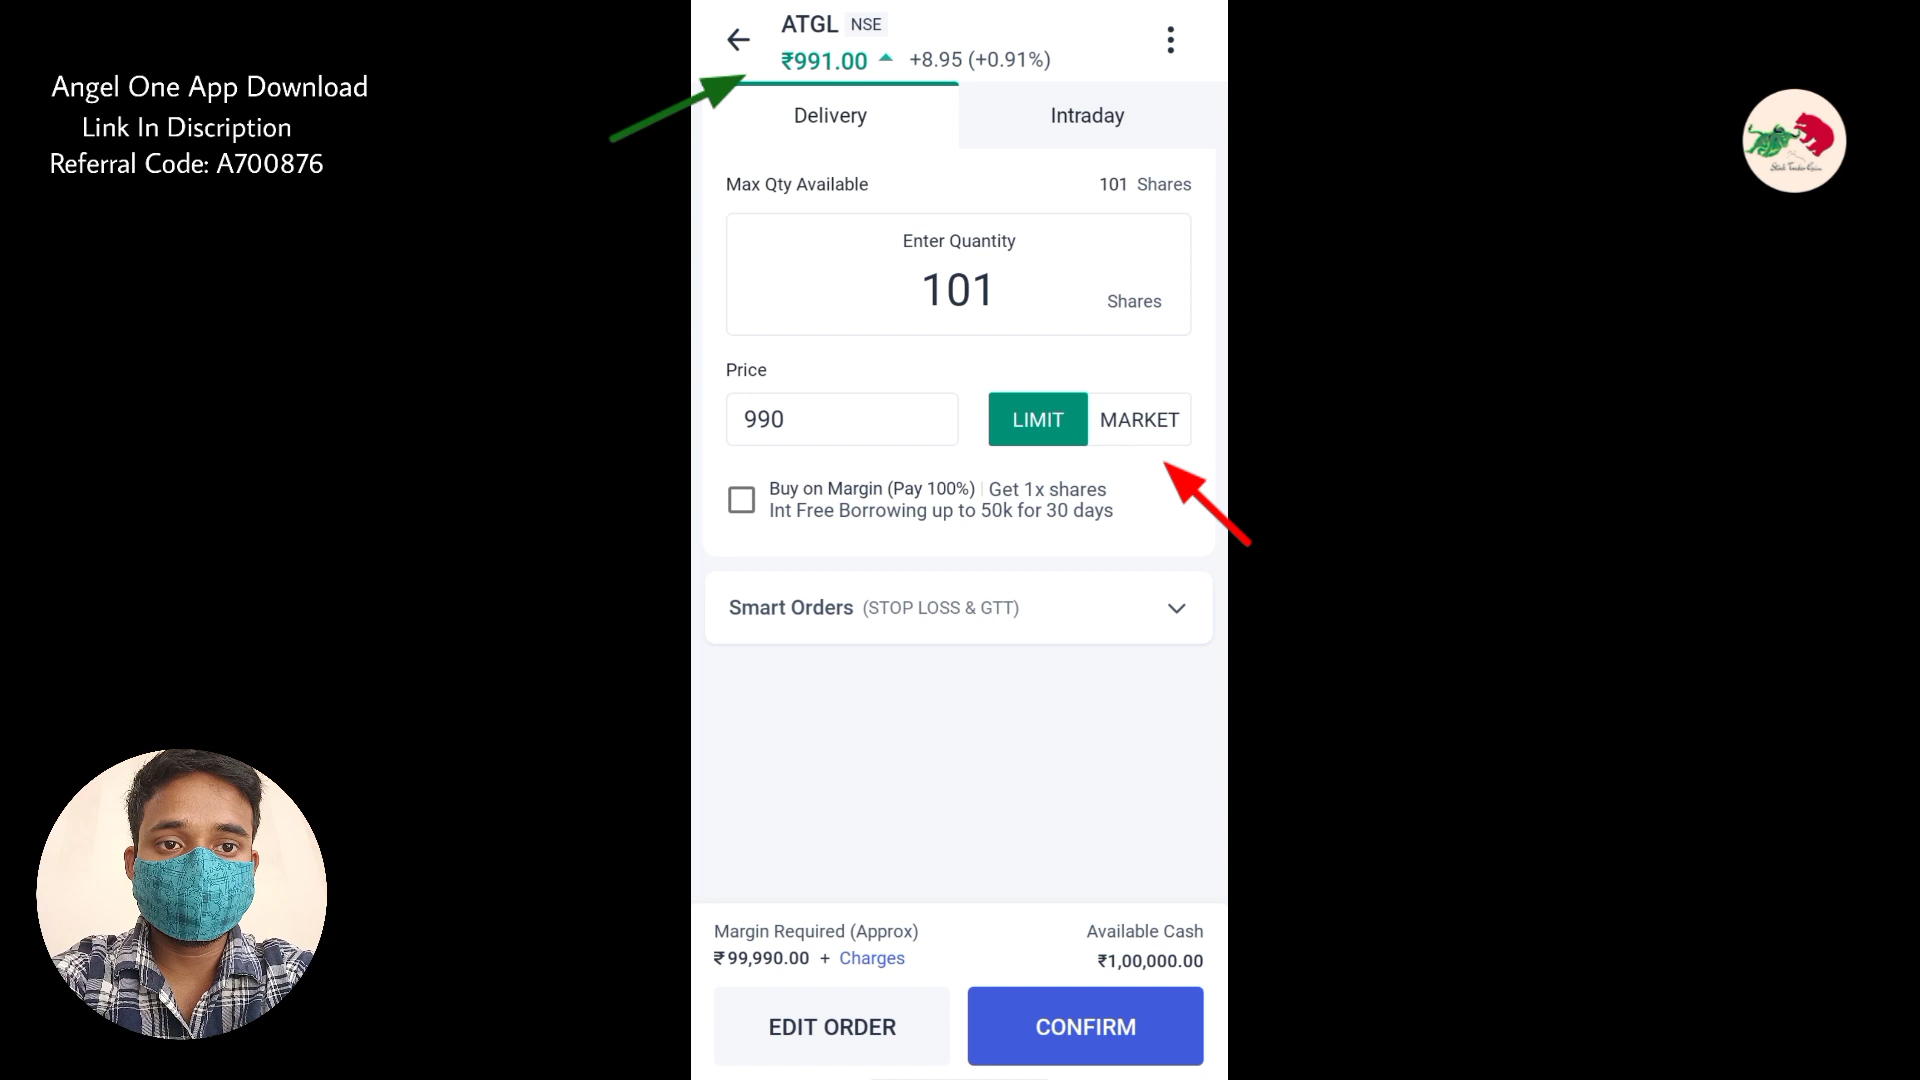 Angel One App Download
Link In Discription
Referral Code: A700876
ATGL NSE
₹991.00 +8.95 (+0.91%)
Delivery Intraday
Max Qty Available 101 Shares
Enter Quantity
101
Shares
Price
990 LIMIT MARKET
Buy on Margin (Pay 100%) | Get 1x shares
Int Free Borrowing up to 50k for 30 days
Smart Orders (STOP LOSS & GTT)
Margin Required (Approx) Available Cash
₹99,990.00 + Charges ₹1,00,000.00
EDIT ORDER CONFIRM